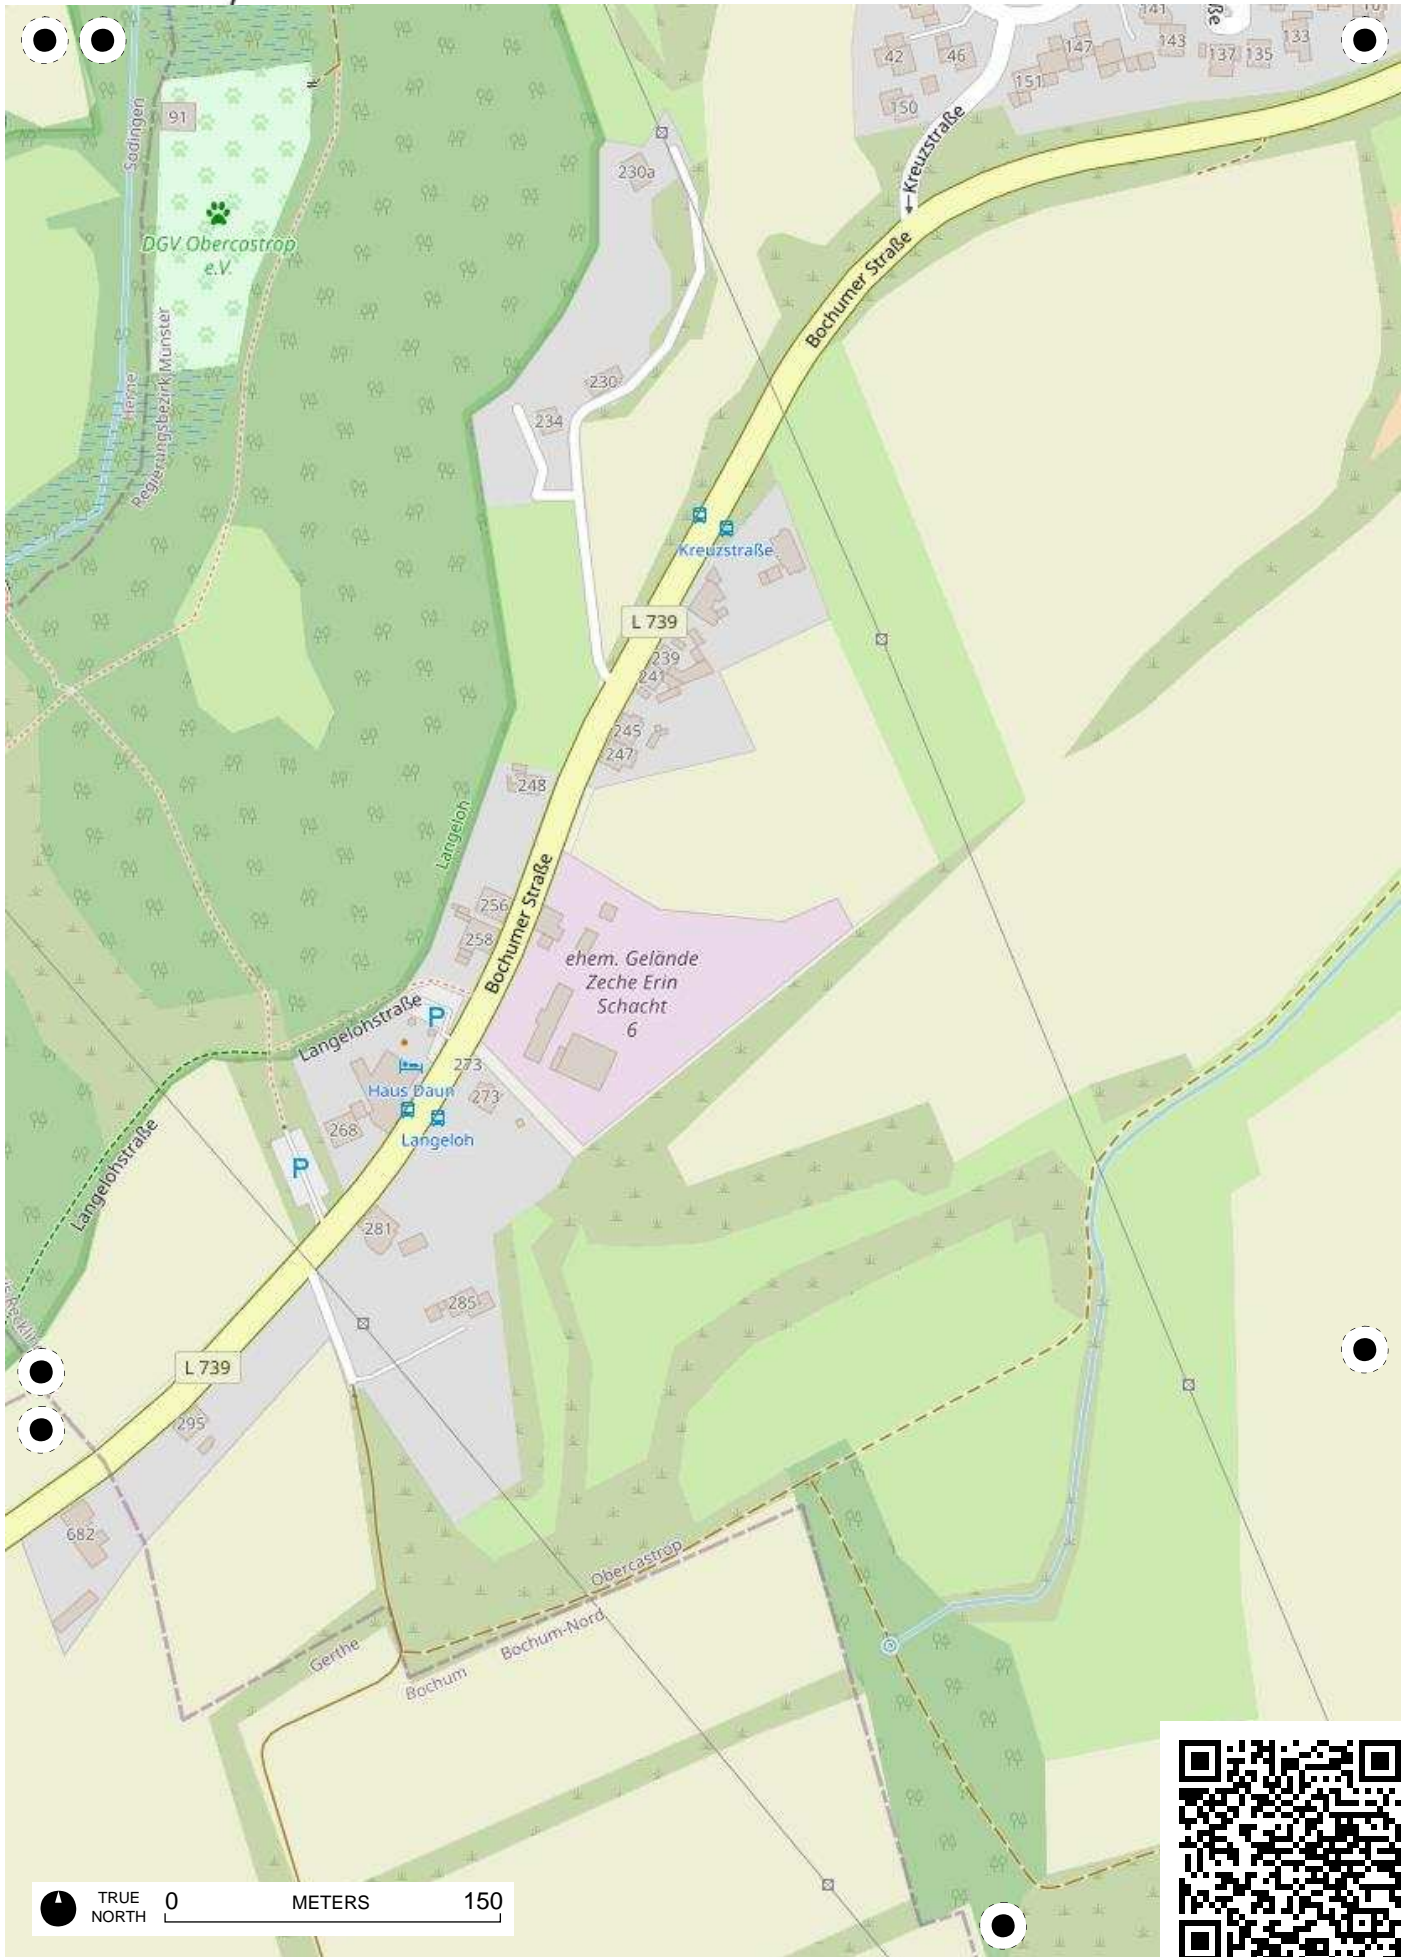 141
42
46
147
143
137
135
133
151
150
Kreuzstraße
91
Sodingen
230a
DGV Obercastrop
e.V.
Bochumer Straße
Herne
Regierungsbezirk Münster
230
234
Kreuzstraße
L 739
239
241
245
247
248
Langeloh
Bochumer Straße
256
258
ehem. Gelände
Zeche Erin
Schacht
6
Langelohstraße
P
273
Haus Daun
273
268
Langeloh
P
Langelohstraße
281
285
L 739
295
682
Obercastrop
Bochum-Nord
Gerthe
Bochum
TRUE
NORTH
0 METERS 150